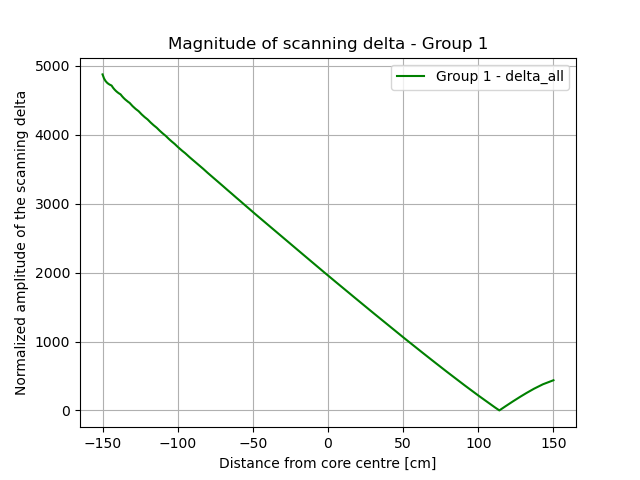 Magnitude of scanning delta - Group 1
Group 1 - delta_all
Normalized amplitude of the scanning delta
5000
4000
3000
2000
1000
0
−150 −100 −50 0 50 100 150
Distance from core centre [cm]